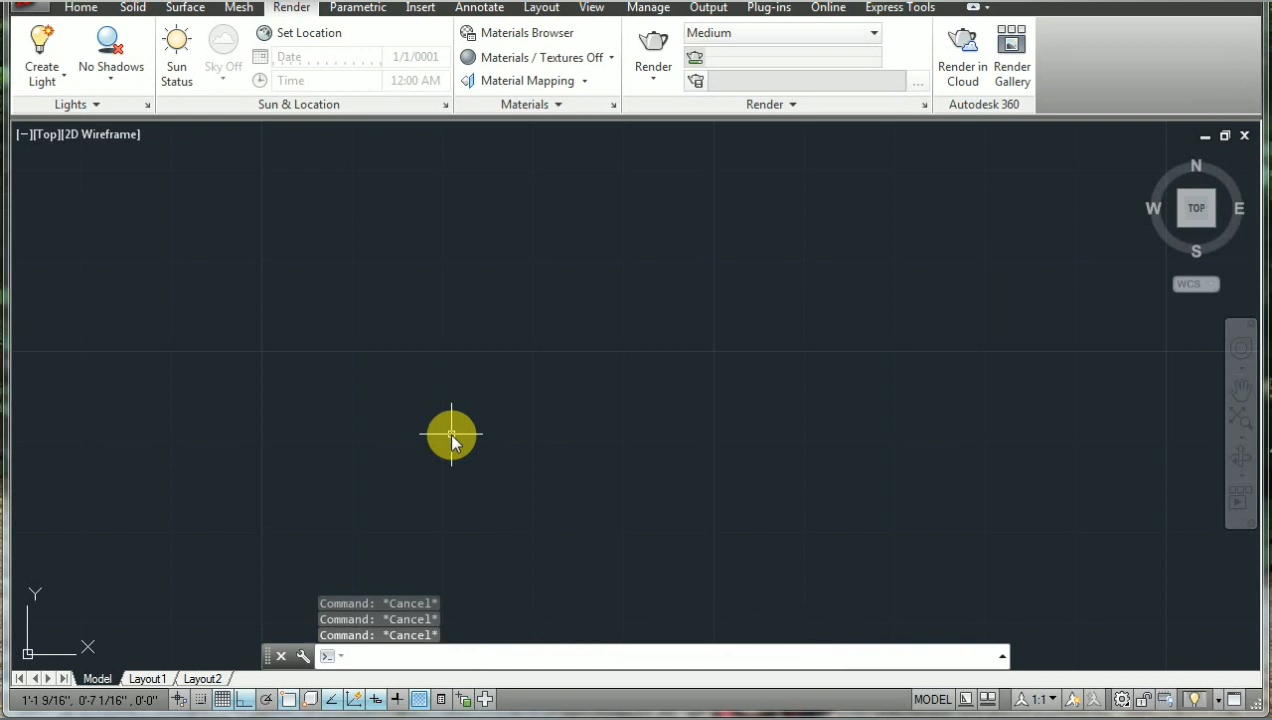 Home Solid Surface Mesh Render Parametric Insert Annotate Layout View Manage Output Plug-ins Online Express Tools
Create Light
No Shadows
Sun Status
Sky Off
Set Location
Date 1/1/0001
Time 12:00 AM
Materials Browser
Materials / Textures Off
Material Mapping
Render
Medium
...
Render in Cloud
Render Gallery
Lights
Sun & Location
Materials
Render
Autodesk 360
[−][Top][2D Wireframe]
N
W TOP E
S
WCS
Y
X
Command: *Cancel*
Command: *Cancel*
Command: *Cancel*
Model Layout1 Layout2
1'-1 9/16", 0'-7 1/16" , 0'-0"
MODEL
1:1